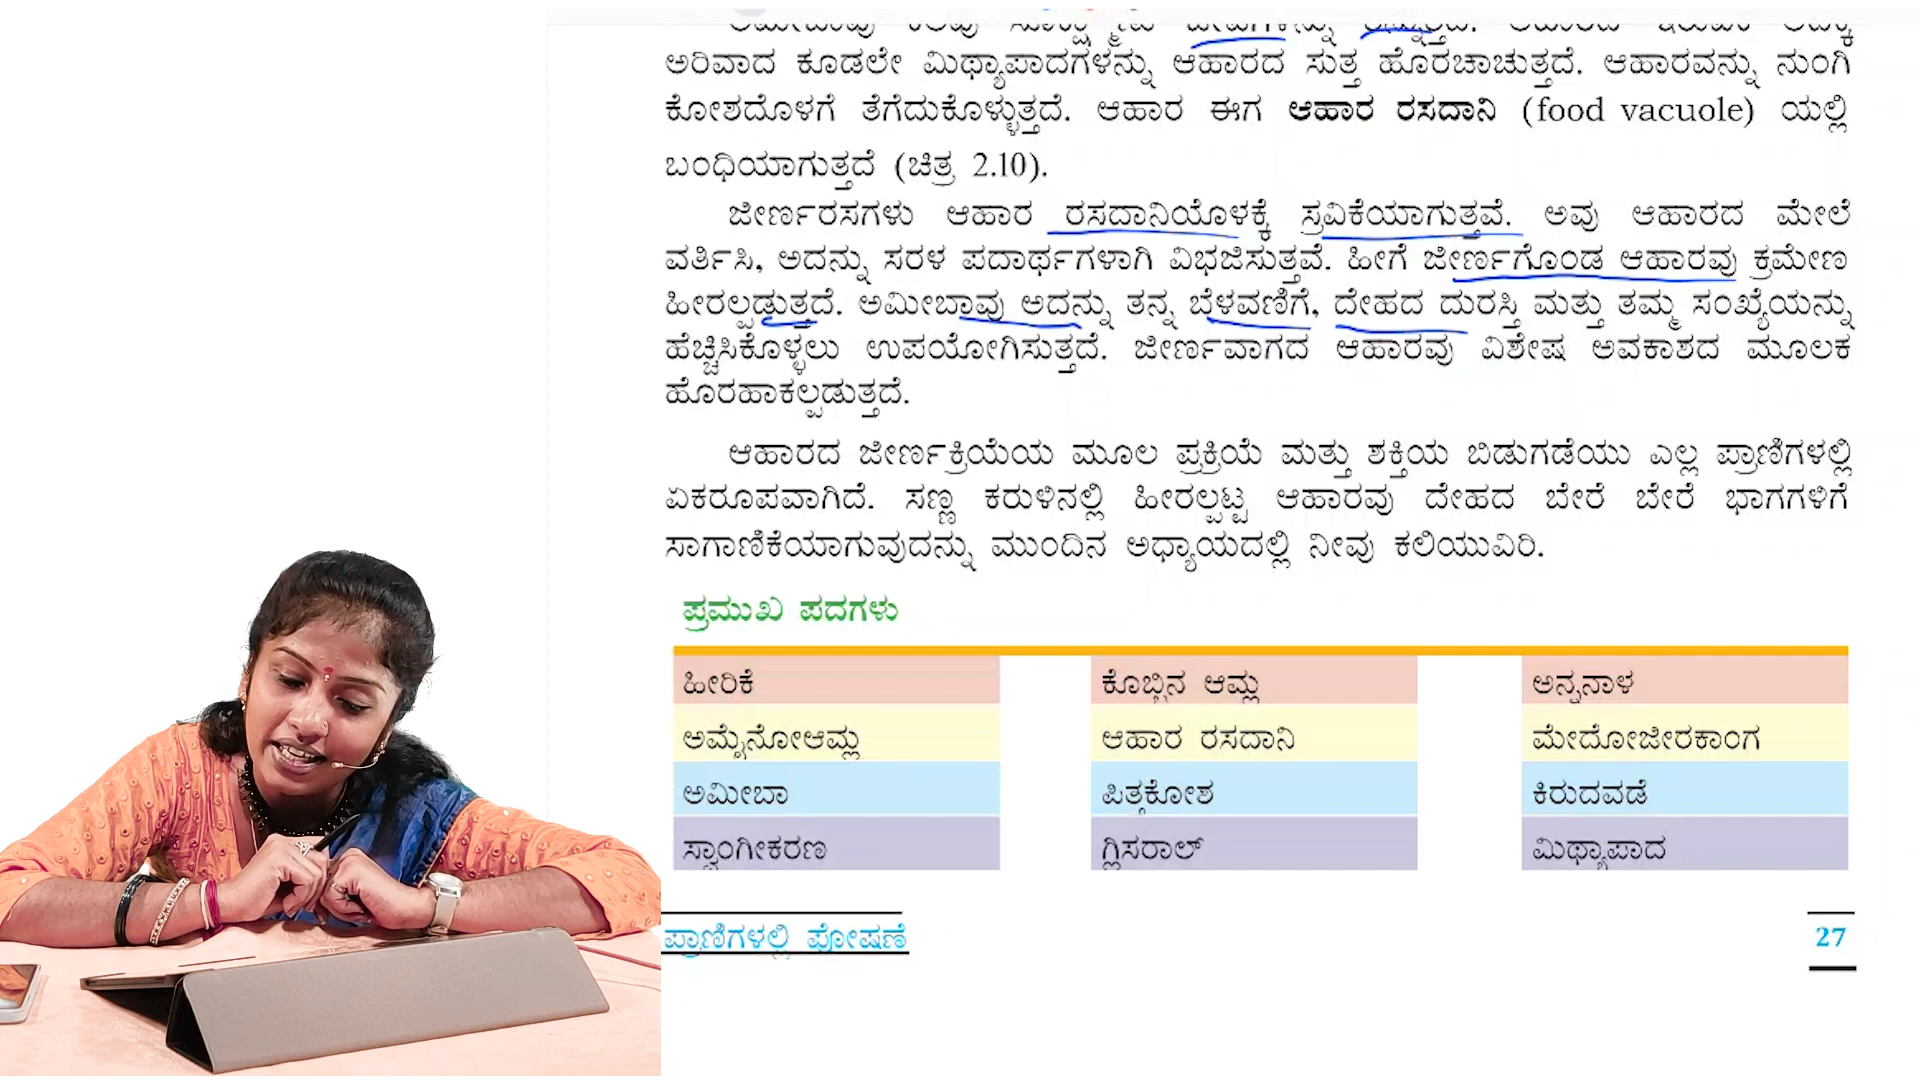 ಅರಿವಾದ ಕೂಡಲೇ ಮಿಥ್ಯಾಪಾದಗಳನ್ನು ಆಹಾರದ ಸುತ್ತ ಹೊರಚಾಚುತ್ತದೆ. ಆಹಾರವನ್ನು ನುಂಗಿ
ಕೋಶದೊಳಗೆ ತೆಗೆದುಕೊಳ್ಳುತ್ತದೆ. ಆಹಾರ ಈಗ ಆಹಾರ ರಸದಾನಿ (food vacuole) ಯಲ್ಲಿ
ಬಂಧಿಯಾಗುತ್ತದೆ (ಚಿತ್ರ 2.10).
ಜೀರ್ಣರಸಗಳು ಆಹಾರ ರಸದಾನಿಯೊಳಕ್ಕೆ ಸ್ರವಿಕೆಯಾಗುತ್ತವೆ. ಅವು ಆಹಾರದ ಮೇಲೆ
ವರ್ತಿಸಿ, ಅದನ್ನು ಸರಳ ಪದಾರ್ಥಗಳಾಗಿ ವಿಭಜಿಸುತ್ತವೆ. ಹೀಗೆ ಜೀರ್ಣಗೊಂಡ ಆಹಾರವು ಕ್ರಮೇಣ
ಹೀರಲ್ಪಡುತ್ತದೆ. ಅಮೀಬಾವು ಅದನ್ನು ತನ್ನ ಬೆಳವಣಿಗೆ, ದೇಹದ ದುರಸ್ತಿ ಮತ್ತು ತಮ್ಮ ಸಂಖ್ಯೆಯನ್ನು
ಹೆಚ್ಚಿಸಿಕೊಳ್ಳಲು ಉಪಯೋಗಿಸುತ್ತದೆ. ಜೀರ್ಣವಾಗದ ಆಹಾರವು ವಿಶೇಷ ಅವಕಾಶದ ಮೂಲಕ
ಹೊರಹಾಕಲ್ಪಡುತ್ತದೆ.
ಆಹಾರದ ಜೀರ್ಣಕ್ರಿಯೆಯ ಮೂಲ ಪ್ರಕ್ರಿಯೆ ಮತ್ತು ಶಕ್ತಿಯ ಬಿಡುಗಡೆಯು ಎಲ್ಲ ಪ್ರಾಣಿಗಳಲ್ಲಿ
ಏಕರೂಪವಾಗಿದೆ. ಸಣ್ಣ ಕರುಳಿನಲ್ಲಿ ಹೀರಲ್ಪಟ್ಟ ಆಹಾರವು ದೇಹದ ಬೇರೆ ಬೇರೆ ಭಾಗಗಳಿಗೆ
ಸಾಗಾಣಿಕೆಯಾಗುವುದನ್ನು ಮುಂದಿನ ಅಧ್ಯಾಯದಲ್ಲಿ ನೀವು ಕಲಿಯುವಿರಿ.
ಪ್ರಮುಖ ಪದಗಳು
ಹೀರಿಕೆ ಕೊಬ್ಬಿನ ಆಮ್ಲ ಅನ್ನನಾಳ
ಅಮೈನೋಆಮ್ಲ ಆಹಾರ ರಸದಾನಿ ಮೇದೋಜೀರಕಾಂಗ
ಅಮೀಬಾ ಪಿತ್ತಕೋಶ ಕಿರುದವಡೆ
ಸ್ವಾಂಗೀಕರಣ ಗ್ಲಿಸರಾಲ್ ಮಿಥ್ಯಾಪಾದ
ಪ್ರಾಣಿಗಳಲ್ಲಿ ಪೋಷಣೆ 27